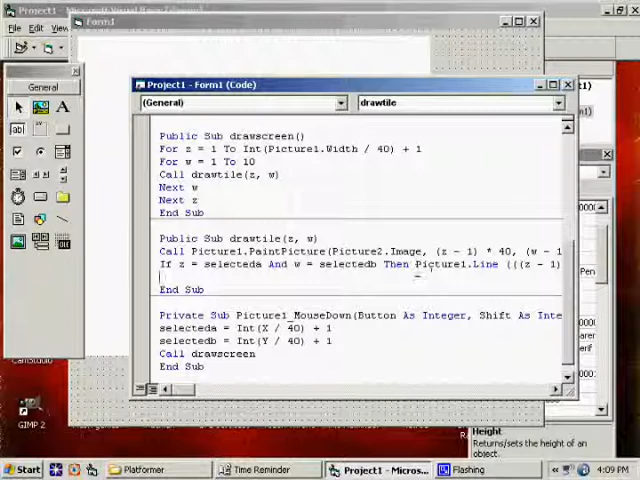 Form1
File Edit
General
Project1 - Form1 (Code)
(General) drawtile
Public Sub drawscreen()
For z = 1 To Int(Picture1.Width / 40) + 1
For w = 1 To 10
Call drawtile(z, w)
Next w
Next z
End Sub
Public Sub drawtile(z, w)
Call Picture1.PaintPicture(Picture2.Image, (z - 1) * 40, (w - 1
If z = selecteda And w = selectedb Then Picture1.Line (((z - 1)
End Sub
Private Sub Picture1_MouseDown(Button As Integer, Shift As Inte
selecteda = Int(X / 40) + 1
selectedb = Int(Y / 40) + 1
Call drawscreen
End Sub
GIMP 2
Height
Returns/sets the height of an
object.
Start Platformer Time Reminder Project1 - Micros... Flashing 4:09 PM